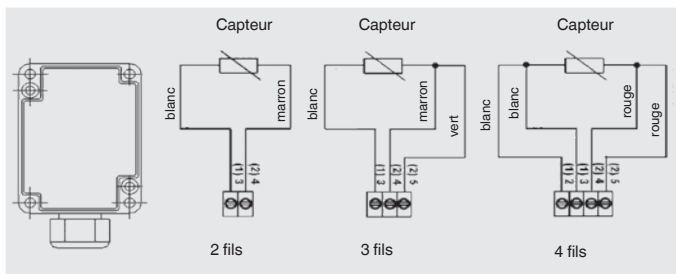 Capteur
Capteur
Capteur
blanc
marron
blanc
marron
vert
blanc
blanc
rouge
rouge
(1) 3
(2) 4
(1) 3
(2) 4
(2) 5
(1) 2
(1) 3
(2) 4
(2) 5
2 fils
3 fils
4 fils